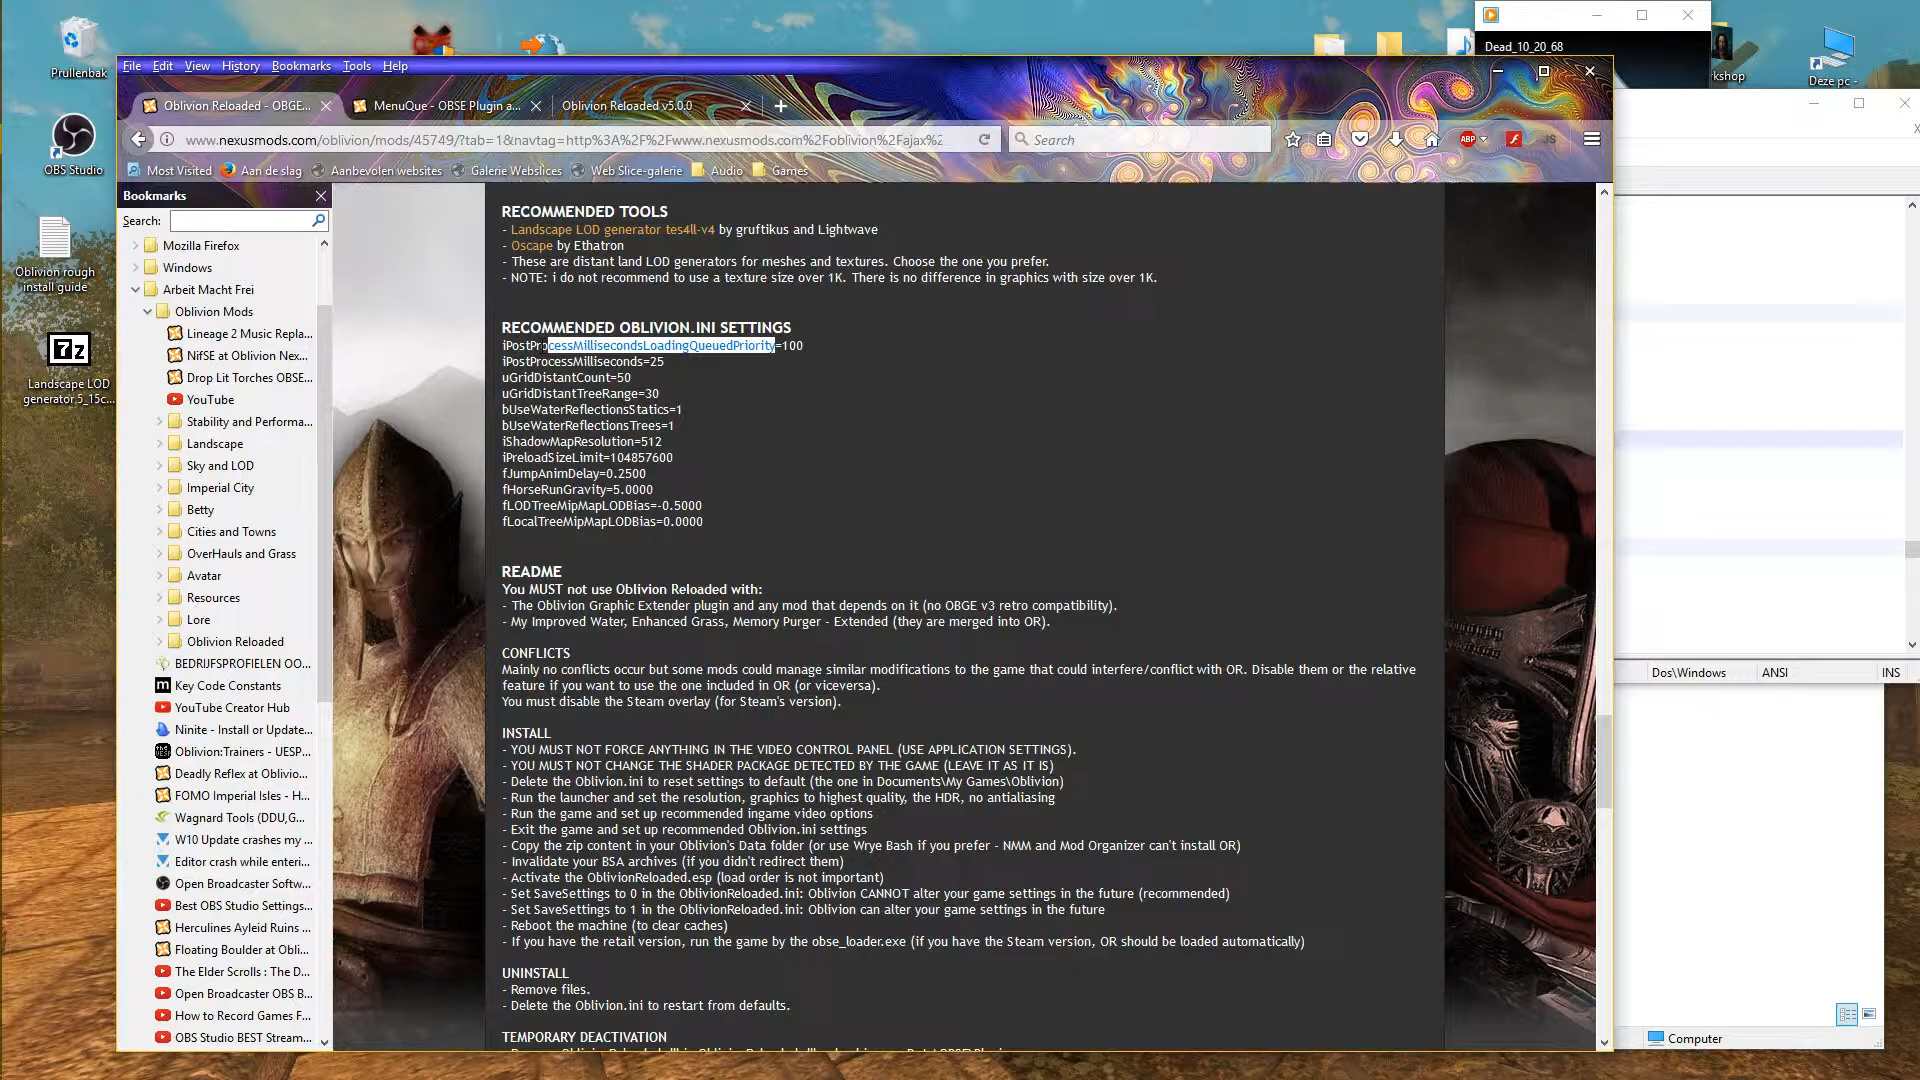 Prullenbak
OBS Studio
Oblivion rough
install guide
Landscape LOD
generator 5_15c...
Dead_10_20_68
Deze pc -
File Edit View History Bookmarks Tools Help
Oblivion Reloaded - OBGE...
MenuQue - OBSE Plugin a...
Oblivion Reloaded v5.0.0
www.nexusmods.com/oblivion/mods/45749/?tab=1&navtag=http%3A%2F%2Fwww.nexusmods.com%2Foblivion%2Fajax%2
Search
ABP
JS
Most Visited Aan de slag Aanbevolen websites Galerie Webslices Web Slice-galerie Audio Games
Bookmarks
Search:
Mozilla Firefox
Windows
Arbeit Macht Frei
Oblivion Mods
Lineage 2 Music Repla...
NifSE at Oblivion Nex...
Drop Lit Torches OBSE...
YouTube
Stability and Performa...
Landscape
Sky and LOD
Imperial City
Betty
Cities and Towns
OverHauls and Grass
Avatar
Resources
Lore
Oblivion Reloaded
BEDRIJFSPROFIELEN OO...
Key Code Constants
YouTube Creator Hub
Ninite - Install or Update...
Oblivion:Trainers - UESP...
Deadly Reflex at Oblivio...
FOMO Imperial Isles - H...
Wagnard Tools (DDU,G...
W10 Update crashes my ...
Editor crash while enteri...
Open Broadcaster Softw...
Best OBS Studio Settings...
Herculines Ayleid Ruins ...
Floating Boulder at Obli...
The Elder Scrolls : The D...
Open Broadcaster OBS B...
How to Record Games F...
OBS Studio BEST Stream...
RECOMMENDED TOOLS
- Landscape LOD generator tes4ll-v4 by gruftikus and Lightwave
- Oscape by Ethatron
- These are distant land LOD generators for meshes and textures. Choose the one you prefer.
- NOTE: i do not recommend to use a texture size over 1K. There is no difference in graphics with size over 1K.
RECOMMENDED OBLIVION.INI SETTINGS
iPostProcessMillisecondsLoadingQueuedPriority=100
iPostProcessMilliseconds=25
uGridDistantCount=50
uGridDistantTreeRange=30
bUseWaterReflectionsStatics=1
bUseWaterReflectionsTrees=1
iShadowMapResolution=512
iPreloadSizeLimit=104857600
fJumpAnimDelay=0.2500
fHorseRunGravity=5.0000
fLODTreeMipMapLODBias=-0.5000
fLocalTreeMipMapLODBias=0.0000
README
You MUST not use Oblivion Reloaded with:
- The Oblivion Graphic Extender plugin and any mod that depends on it (no OBGE v3 retro compatibility).
- My Improved Water, Enhanced Grass, Memory Purger - Extended (they are merged into OR).
CONFLICTS
Mainly no conflicts occur but some mods could manage similar modifications to the game that could interfere/conflict with OR. Disable them or the relative
feature if you want to use the one included in OR (or viceversa).
You must disable the Steam overlay (for Steam's version).
INSTALL
- YOU MUST NOT FORCE ANYTHING IN THE VIDEO CONTROL PANEL (USE APPLICATION SETTINGS).
- YOU MUST NOT CHANGE THE SHADER PACKAGE DETECTED BY THE GAME (LEAVE IT AS IT IS)
- Delete the Oblivion.ini to reset settings to default (the one in Documents\My Games\Oblivion)
- Run the launcher and set the resolution, graphics to highest quality, the HDR, no antialiasing
- Run the game and set up recommended ingame video options
- Exit the game and set up recommended Oblivion.ini settings
- Copy the zip content in your Oblivion's Data folder (or use Wrye Bash if you prefer - NMM and Mod Organizer can't install OR)
- Invalidate your BSA archives (if you didn't redirect them)
- Activate the OblivionReloaded.esp (load order is not important)
- Set SaveSettings to 0 in the OblivionReloaded.ini: Oblivion CANNOT alter your game settings in the future (recommended)
- Set SaveSettings to 1 in the OblivionReloaded.ini: Oblivion can alter your game settings in the future
- Reboot the machine (to clear caches)
- If you have the retail version, run the game by the obse_loader.exe (if you have the Steam version, OR should be loaded automatically)
UNINSTALL
- Remove files.
- Delete the Oblivion.ini to restart from defaults.
TEMPORARY DEACTIVATION
Dos\Windows ANSI INS
Computer